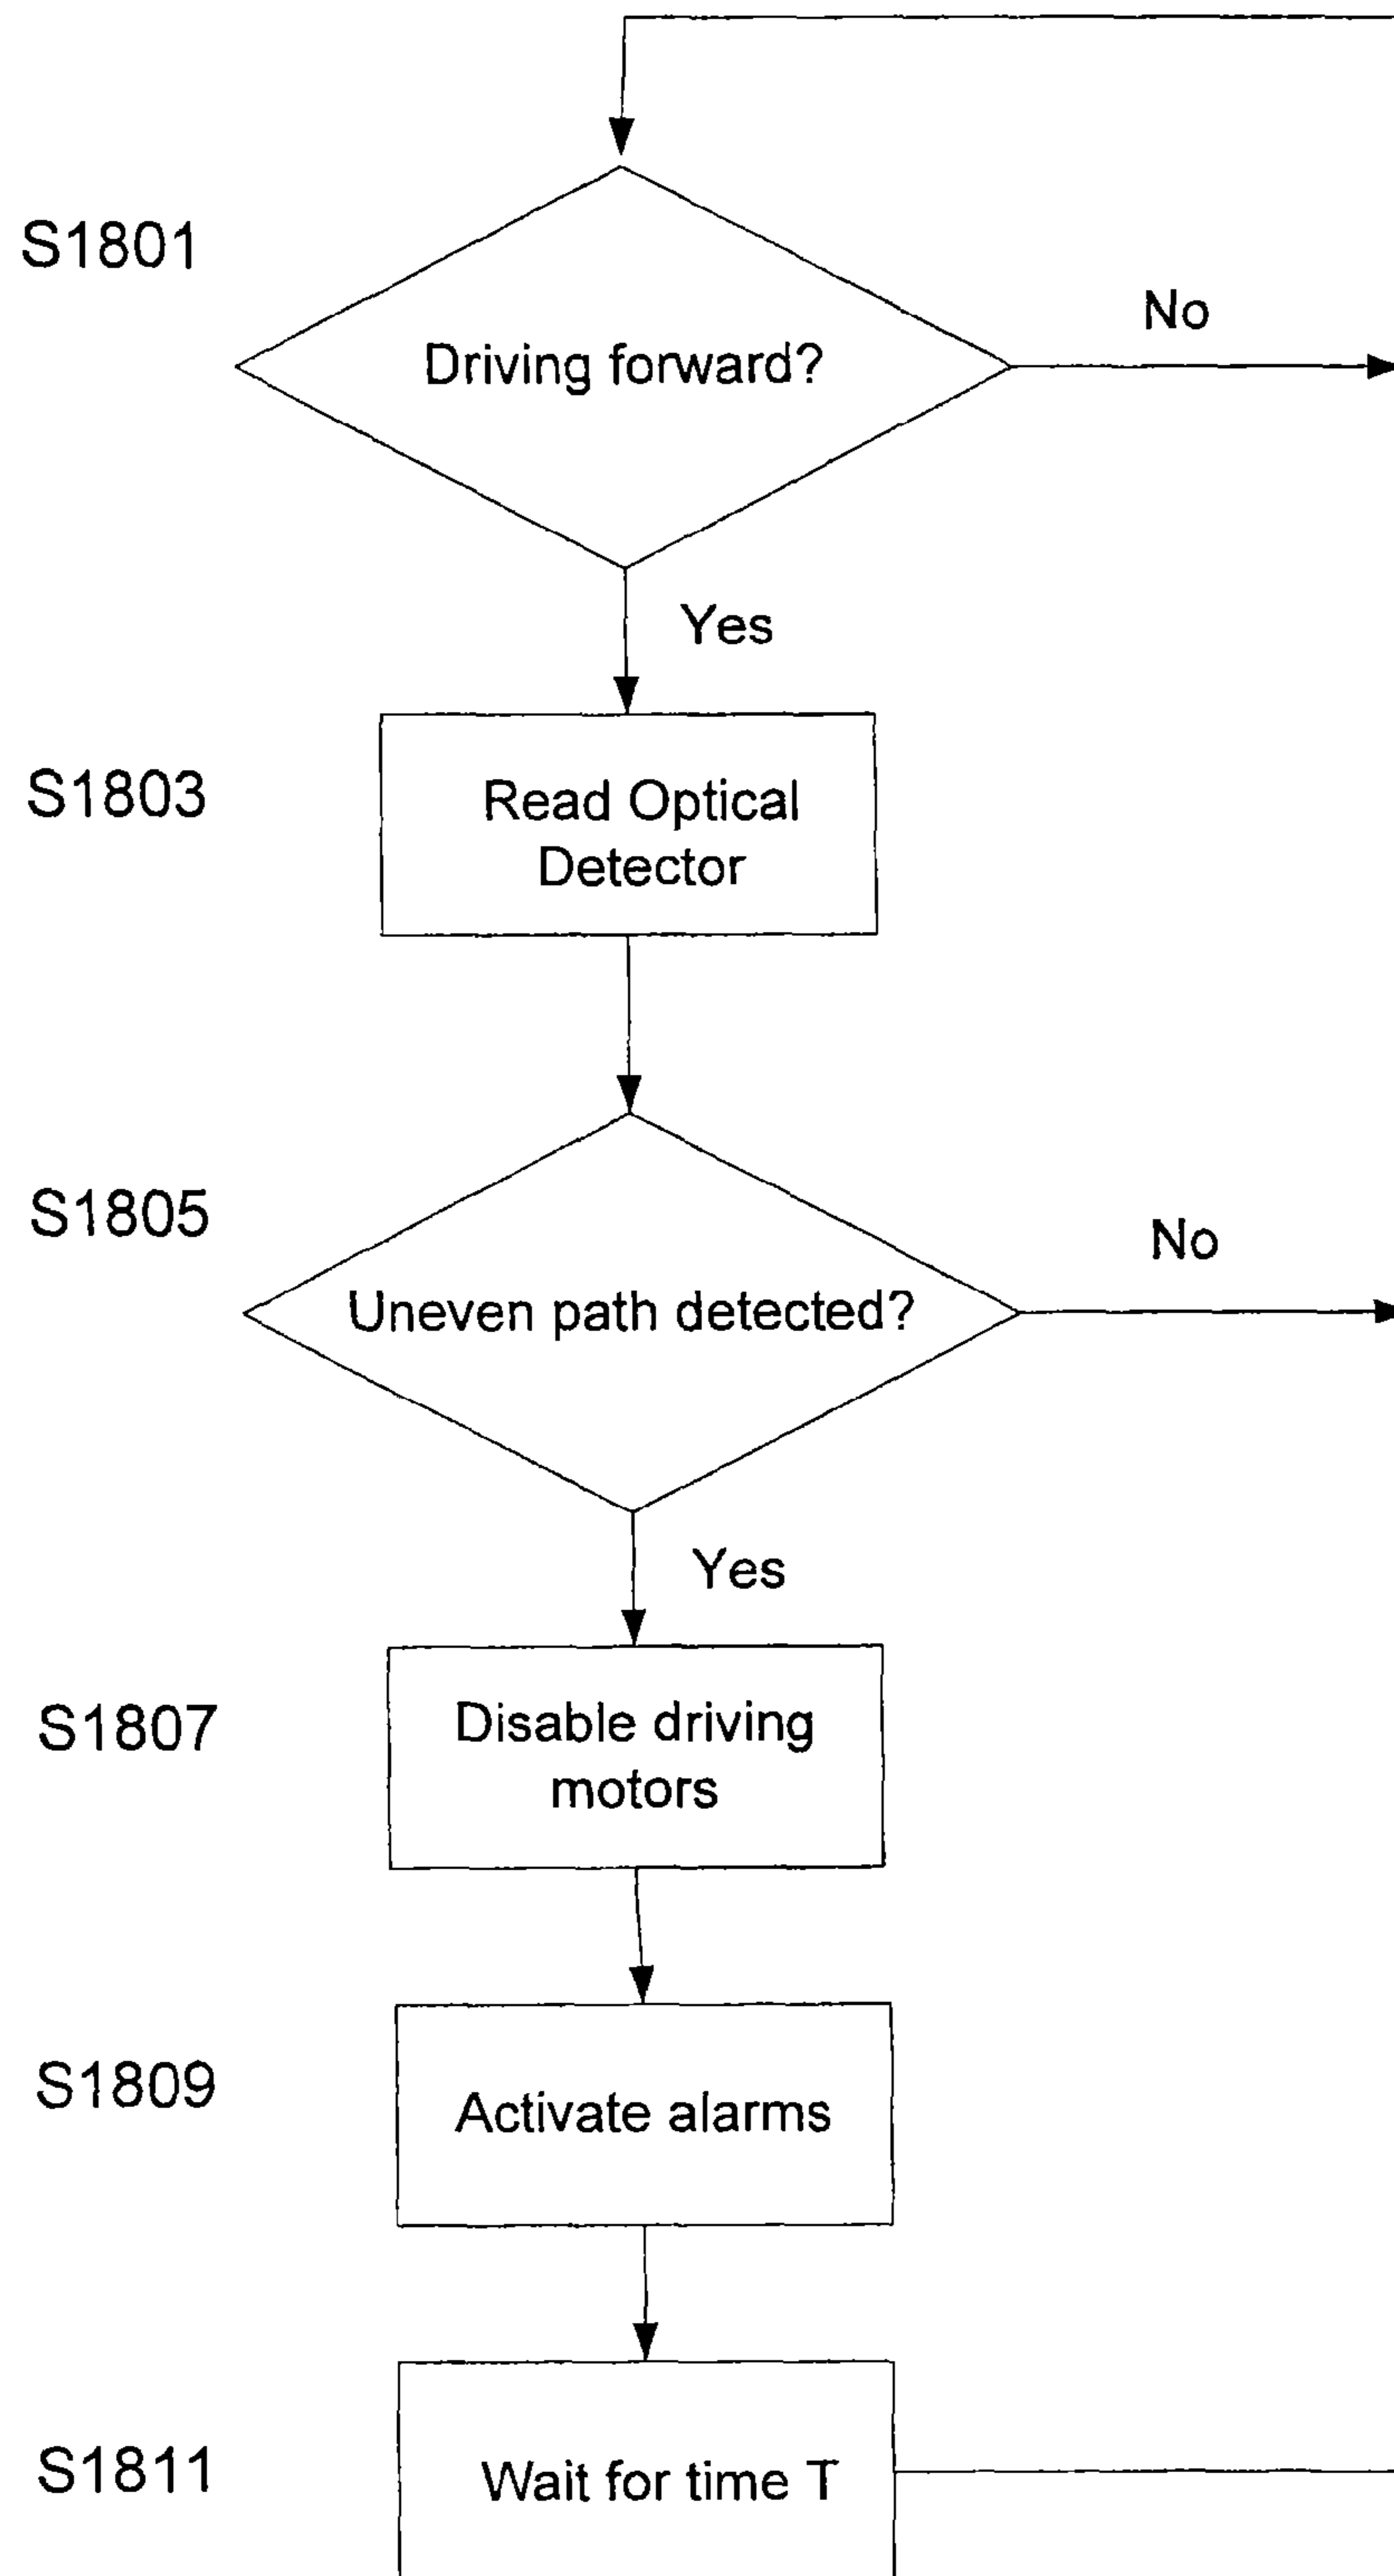 S1801
Driving forward?
No
Yes
S1803
Read Optical
Detector
S1805
Uneven path detected?
No
Yes
S1807
Disable driving
motors
S1809
Activate alarms
S1811
Wait for time T